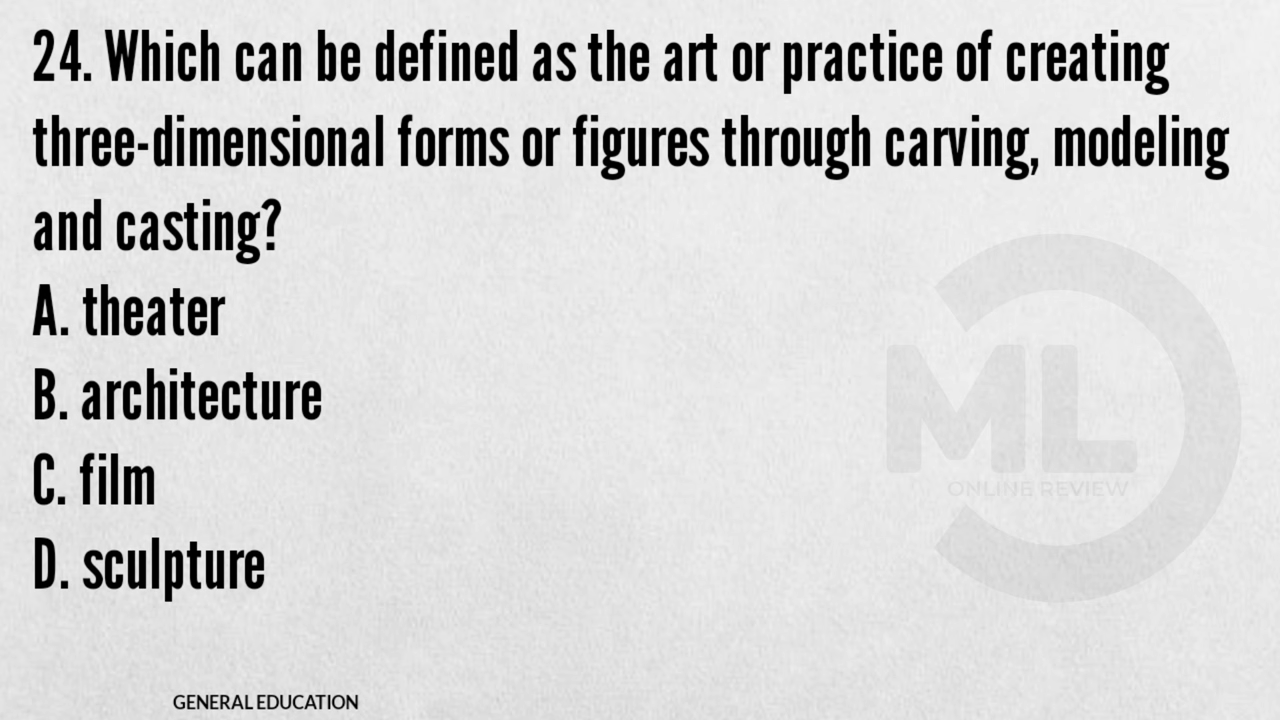 24. Which can be defined as the art or practice of creating
three-dimensional forms or figures through carving, modeling
and casting?
A. theater
B. architecture
C. film
D. sculpture
ML
ONLINE REVIEW
GENERAL EDUCATION